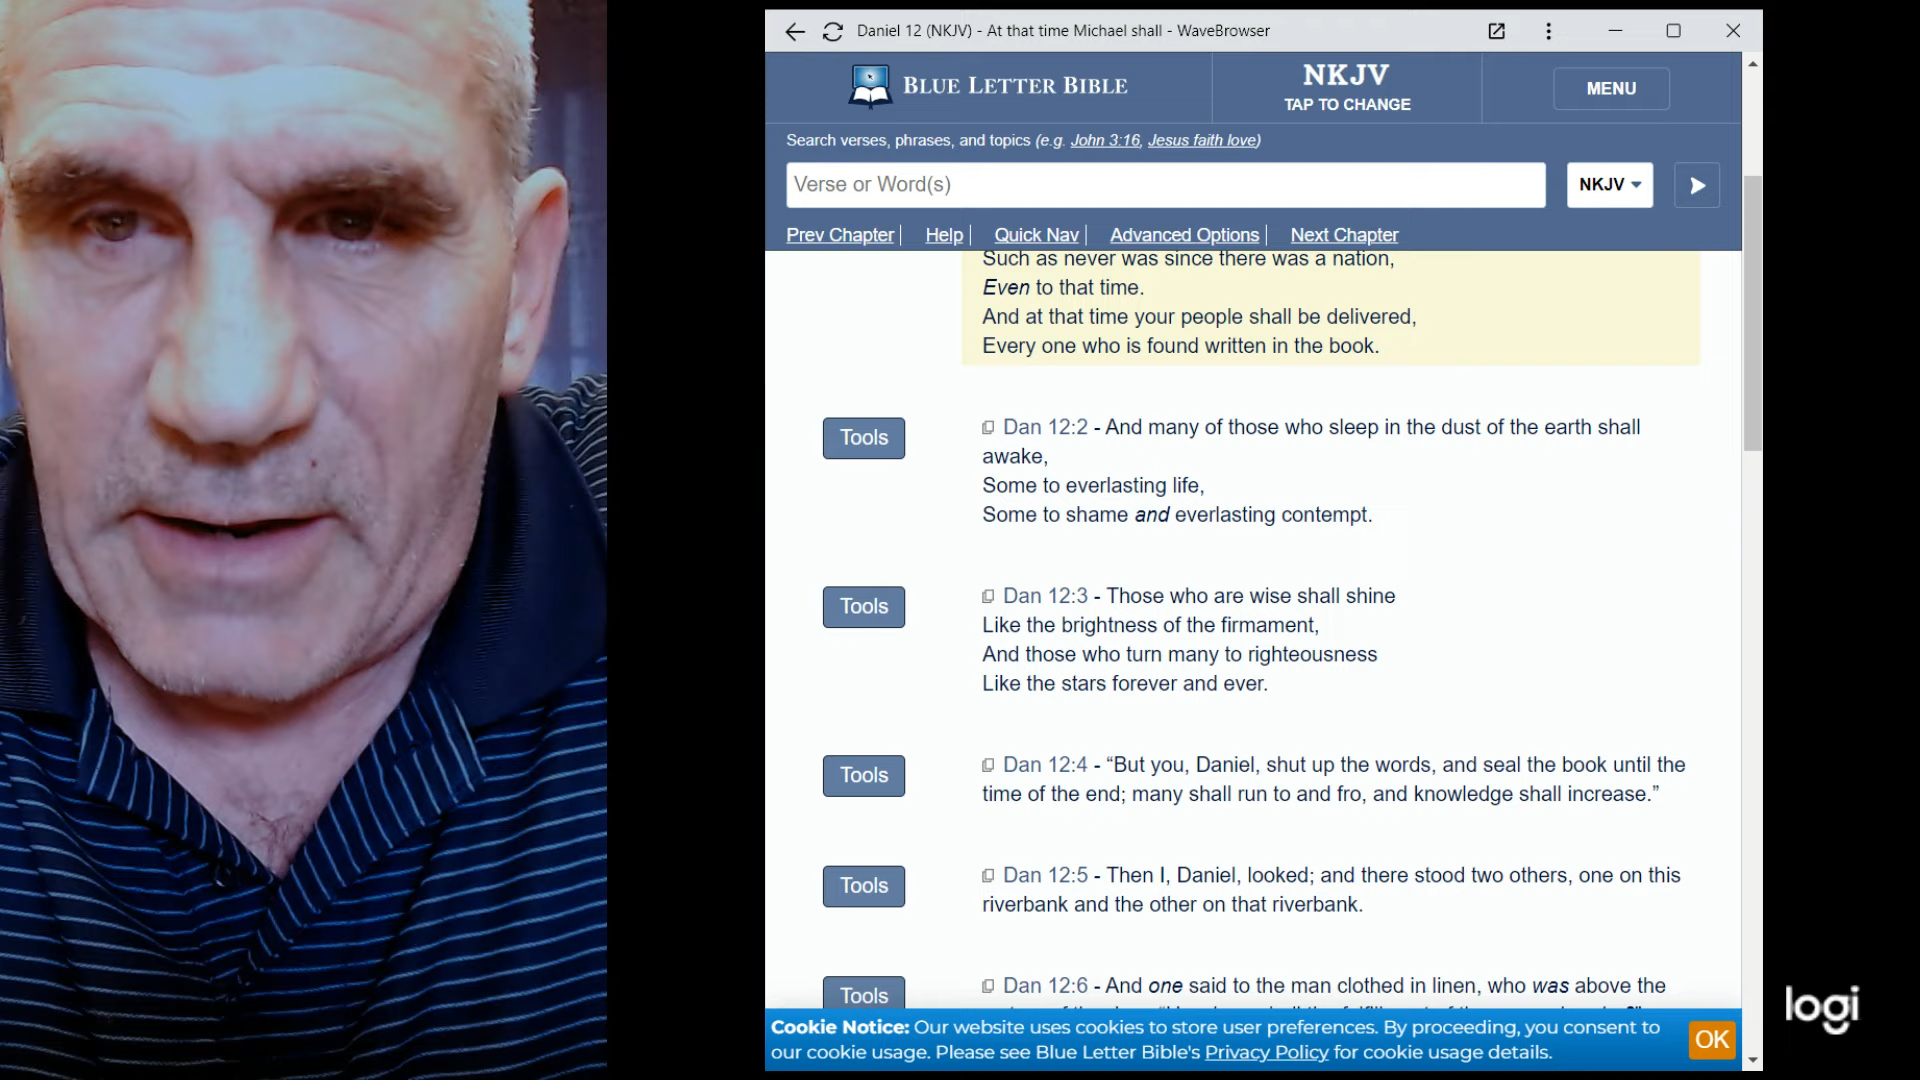 Daniel 12 (NKJV) - At that time Michael shall - WaveBrowser
BLUE LETTER BIBLE
NKJV
TAP TO CHANGE
MENU
Search verses, phrases, and topics (e.g. John 3:16, Jesus faith love)
Verse or Word(s)
NKJV
Prev Chapter | Help | Quick Nav | Advanced Options | Next Chapter
Such as never was since there was a nation,
Even to that time.
And at that time your people shall be delivered,
Every one who is found written in the book.
Tools
Dan 12:2 - And many of those who sleep in the dust of the earth shall
awake,
Some to everlasting life,
Some to shame and everlasting contempt.
Tools
Dan 12:3 - Those who are wise shall shine
Like the brightness of the firmament,
And those who turn many to righteousness
Like the stars forever and ever.
Tools
Dan 12:4 - “But you, Daniel, shut up the words, and seal the book until the
time of the end; many shall run to and fro, and knowledge shall increase.”
Tools
Dan 12:5 - Then I, Daniel, looked; and there stood two others, one on this
riverbank and the other on that riverbank.
Tools
Dan 12:6 - And one said to the man clothed in linen, who was above the
Cookie Notice: Our website uses cookies to store user preferences. By proceeding, you consent to
our cookie usage. Please see Blue Letter Bible's Privacy Policy for cookie usage details.
OK
logi